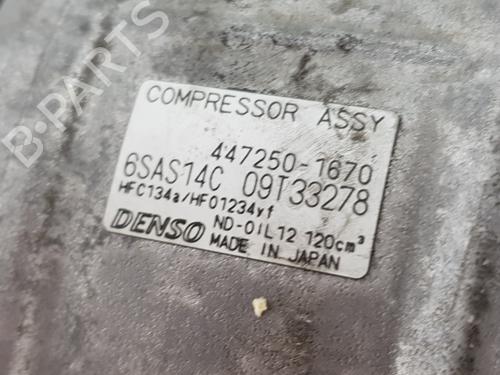 B-PARTS
COMPRESSOR ASSY
447250-1670
6SAS14C 09T33278
HFC134a/HFO1234yf
ND-OIL12 120cm³
DENSO MADE IN JAPAN